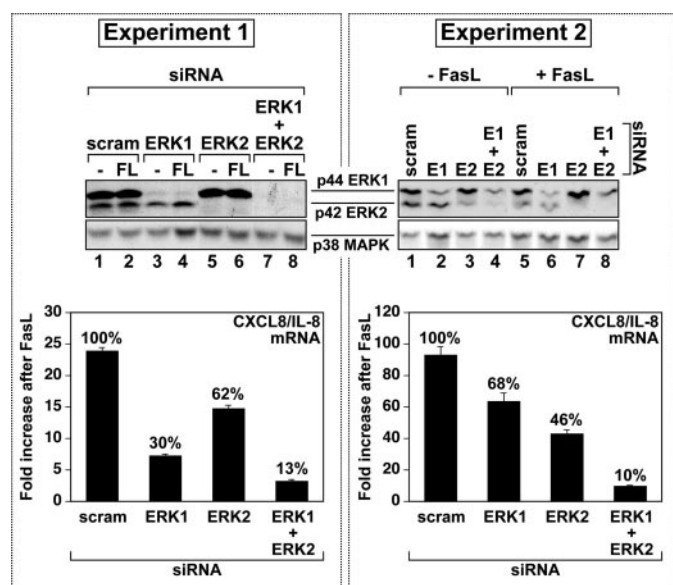 Experiment 1
siRNA
ERK1
+
ERK2
scram ERK1 ERK2
- FL - FL - FL - FL
p44 ERK1
p42 ERK2
p38 MAPK
1 2 3 4 5 6 7 8
Experiment 2
- FasL + FasL
siRNA
scram E1 E2 E1 + E2 scram E1 E2 E1 + E2
1 2 3 4 5 6 7 8
CXCL8/IL-8
mRNA
Fold increase after FasL
30
25
20
15
10
5
0
100%
30%
62%
13%
scram ERK1 ERK2 ERK1
+
ERK2
siRNA
CXCL8/IL-8
mRNA
Fold increase after FasL
120
100
80
60
40
20
0
100%
68%
46%
10%
scram ERK1 ERK2 ERK1
+
ERK2
siRNA